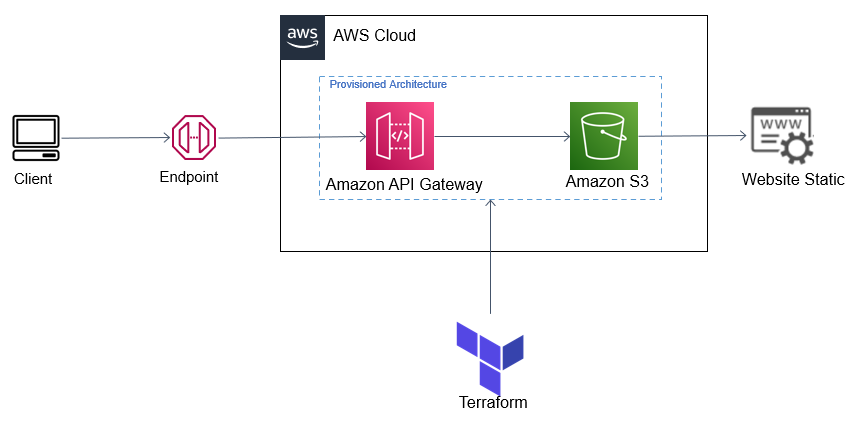 aws
AWS Cloud
Provisioned Architecture
</>
WWW
Client
Endpoint
Amazon API Gateway
Amazon S3
Website Static
Terraform